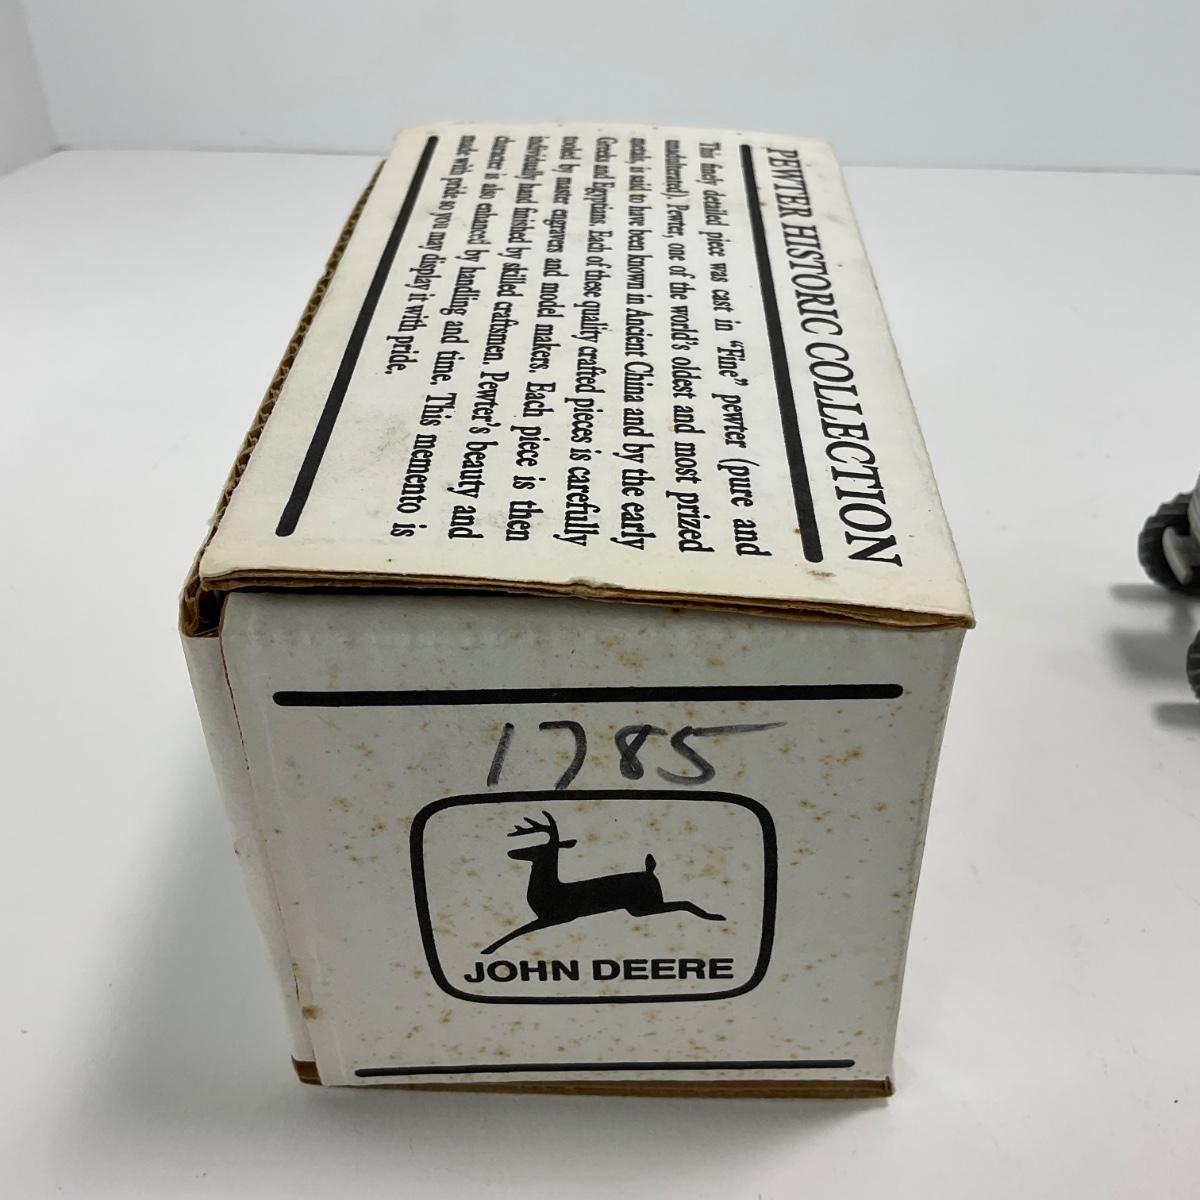 PEWTER HISTORIC COLLECTION
This finely detailed piece was cast in "Fine" pewter (pure and
unadulterated). Pewter, one of the world's oldest and most prized
metals, is said to have been known in Ancient China and by the early
Greeks and Egyptians. Each of these quality crafted pieces is carefully
tooled by master engravers and model makers. Each piece is then
individually hand finished by skilled craftsmen. Pewter's beauty and
character is also enhanced by handling and time. This memento is
made with pride so you may display it with pride.
1785
JOHN DEERE